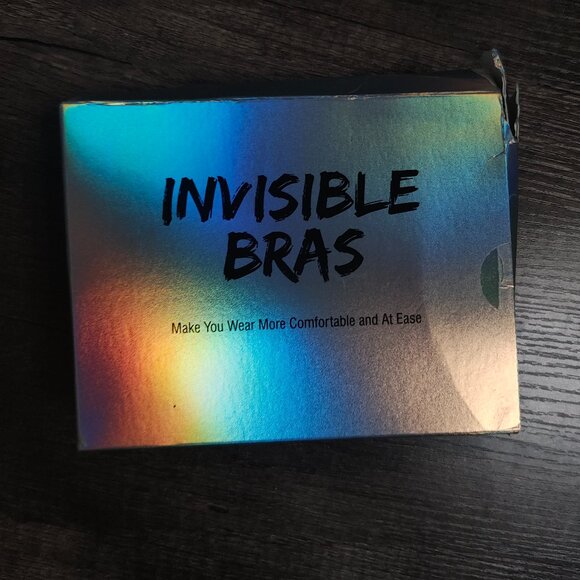 INVISIBLE
BRAS
Make You Wear More Comfortable and At Ease